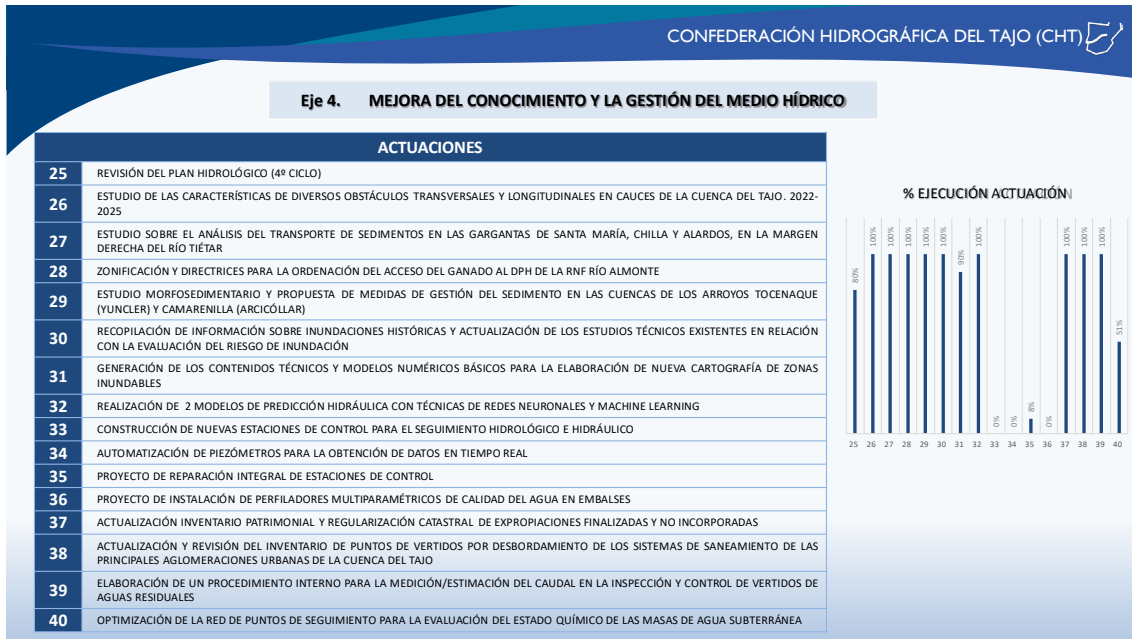 CONFEDERACIÓN HIDROGRÁFICA DEL TAJO (CHT)
Eje 4. MEJORA DEL CONOCIMIENTO Y LA GESTIÓN DEL MEDIO HÍDRICO
ACTUACIONES
25 REVISIÓN DEL PLAN HIDROLÓGICO (4º CICLO)
26 ESTUDIO DE LAS CARACTERÍSTICAS DE DIVERSOS OBSTÁCULOS TRANSVERSALES Y LONGITUDINALES EN CAUCES DE LA CUENCA DEL TAJO. 2022-
2025
27 ESTUDIO SOBRE EL ANÁLISIS DEL TRANSPORTE DE SEDIMENTOS EN LAS GARGANTAS DE SANTA MARÍA, CHILLA Y ALARDOS, EN LA MARGEN
DERECHA DEL RÍO TIÉTAR
28 ZONIFICACIÓN Y DIRECTRICES PARA LA ORDENACIÓN DEL ACCESO DEL GANADO AL DPH DE LA RNF RÍO ALMONTE
29 ESTUDIO MORFOSEDIMENTARIO Y PROPUESTA DE MEDIDAS DE GESTIÓN DEL SEDIMENTO EN LAS CUENCAS DE LOS ARROYOS TOCENAQUE
(YUNCLER) Y CAMARENILLA (ARCICÓLLAR)
30 RECOPILACIÓN DE INFORMACIÓN SOBRE INUNDACIONES HISTÓRICAS Y ACTUALIZACIÓN DE LOS ESTUDIOS TÉCNICOS EXISTENTES EN RELACIÓN
CON LA EVALUACIÓN DEL RIESGO DE INUNDACIÓN
31 GENERACIÓN DE LOS CONTENIDOS TÉCNICOS Y MODELOS NUMÉRICOS BÁSICOS PARA LA ELABORACIÓN DE NUEVA CARTOGRAFÍA DE ZONAS
INUNDABLES
32 REALIZACIÓN DE 2 MODELOS DE PREDICCIÓN HIDRÁULICA CON TÉCNICAS DE REDES NEURONALES Y MACHINE LEARNING
33 CONSTRUCCIÓN DE NUEVAS ESTACIONES DE CONTROL PARA EL SEGUIMIENTO HIDROLÓGICO E HIDRÁULICO
34 AUTOMATIZACIÓN DE PIEZÓMETROS PARA LA OBTENCIÓN DE DATOS EN TIEMPO REAL
35 PROYECTO DE REPARACIÓN INTEGRAL DE ESTACIONES DE CONTROL
36 PROYECTO DE INSTALACIÓN DE PERFILADORES MULTIPARAMÉTRICOS DE CALIDAD DEL AGUA EN EMBALSES
37 ACTUALIZACIÓN INVENTARIO PATRIMONIAL Y REGULARIZACIÓN CATASTRAL DE EXPROPIACIONES FINALIZADAS Y NO INCORPORADAS
38 ACTUALIZACIÓN Y REVISIÓN DEL INVENTARIO DE PUNTOS DE VERTIDOS POR DESBORDAMIENTO DE LOS SISTEMAS DE SANEAMIENTO DE LAS
PRINCIPALES AGLOMERACIONES URBANAS DE LA CUENCA DEL TAJO
39 ELABORACIÓN DE UN PROCEDIMIENTO INTERNO PARA LA MEDICIÓN/ESTIMACIÓN DEL CAUDAL EN LA INSPECCIÓN Y CONTROL DE VERTIDOS DE
AGUAS RESIDUALES
40 OPTIMIZACIÓN DE LA RED DE PUNTOS DE SEGUIMIENTO PARA LA EVALUACIÓN DEL ESTADO QUÍMICO DE LAS MASAS DE AGUA SUBTERRÁNEA
% EJECUCIÓN ACTUACIÓN
80% 100% 100% 100% 100% 100% 90% 100% 0% 0% 8% 0% 100% 100% 100% 51%
25 26 27 28 29 30 31 32 33 34 35 36 37 38 39 40